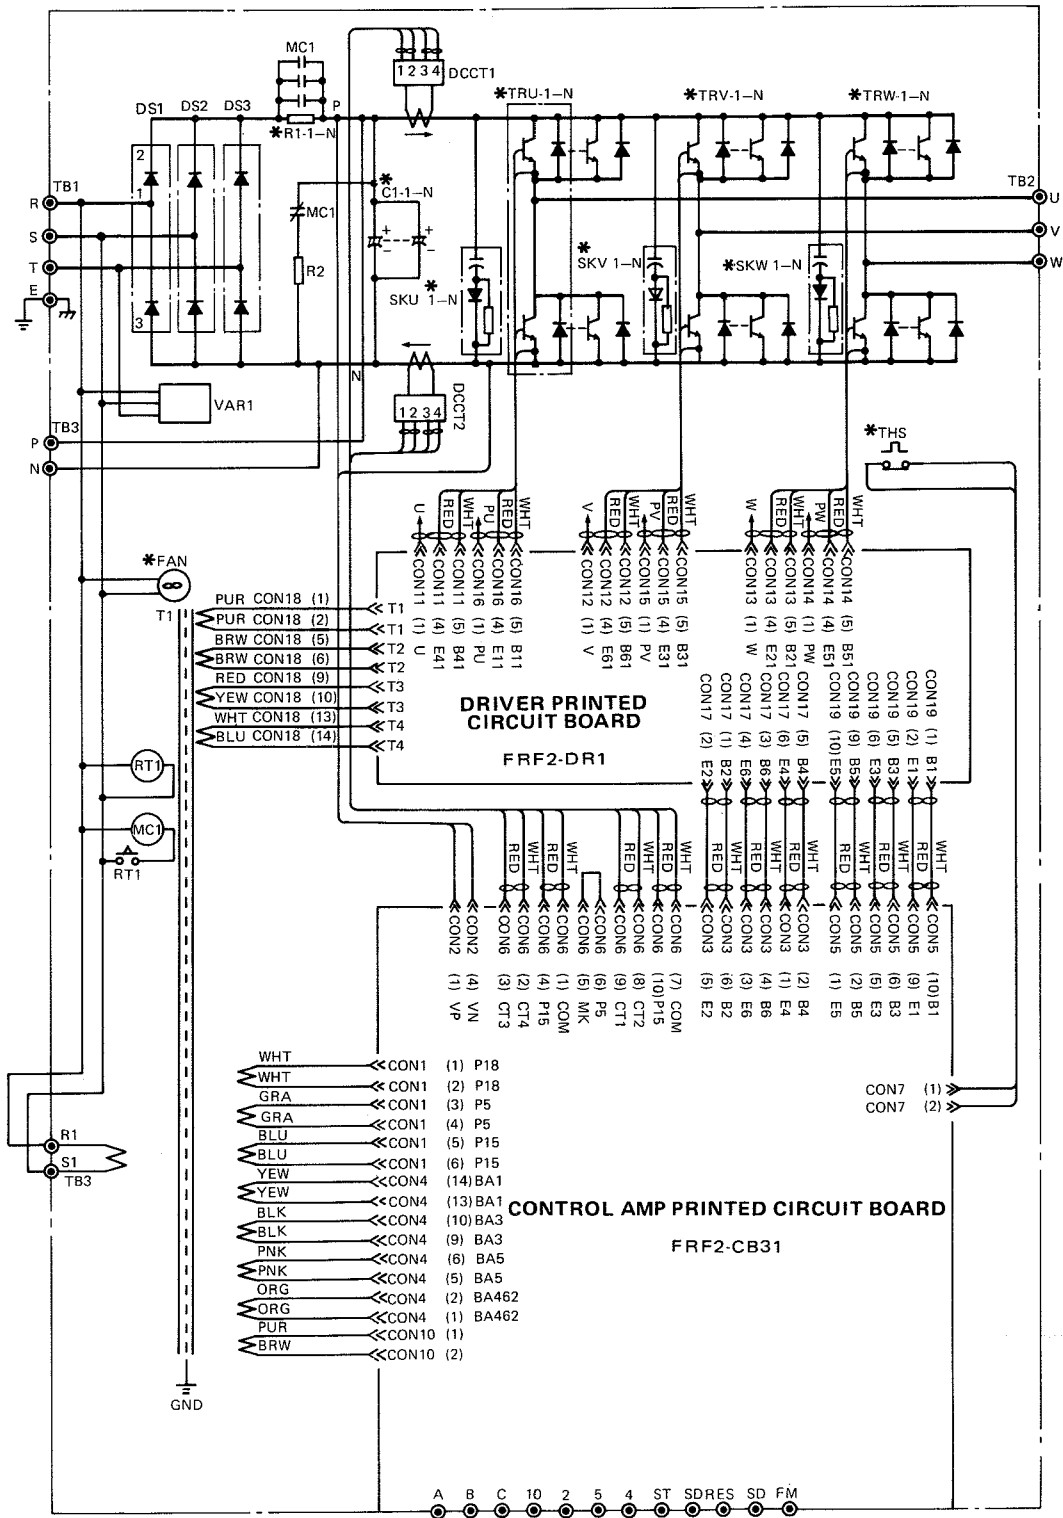 MC1
1 2 3 4
DCCT1
DS1
DS2
DS3
P
*R1-1-N
*TRU-1-N
*TRV-1-N
*TRW-1-N
2
1
3
TB1
R
S
T
E
MC1
R2
*
C1-1-N
+
-
+
-
*
SKU 1-N
*
SKV 1-N
*SKW 1-N
TB2
U
V
W
N
VAR1
1 2 3 4
DCCT2
TB3
P
N
*THS
U
RED
WHT
PU
RED
WHT
V
RED
WHT
PV
RED
WHT
W
RED
WHT
PW
RED
WHT
*FAN
T1
CON11 (1) U
CON11 (4) E41
CON11 (5) B41
CON16 (1) PU
CON16 (4) E11
CON16 (5) B11
CON12 (1) V
CON12 (4) E61
CON12 (5) B61
CON15 (1) PV
CON15 (4) E31
CON15 (5) B31
CON13 (1) W
CON13 (4) E21
CON13 (5) B21
CON14 (1) PW
CON14 (4) E51
CON14 (5) B51
PUR CON18 (1) T1
PUR CON18 (2) T1
BRW CON18 (5) T2
BRW CON18 (6) T2
RED CON18 (9) T3
YEW CON18 (10) T3
WHT CON18 (13) T4
BLU CON18 (14) T4
DRIVER PRINTED
CIRCUIT BOARD
FRF2-DR1
CON17 (2) E2
CON17 (1) B2
CON17 (4) E6
CON17 (3) B6
CON17 (6) E4
CON17 (5) B4
CON19 (10) E5
CON19 (9) B5
CON19 (6) E3
CON19 (5) B3
CON19 (2) E1
CON19 (1) B1
RT1
MC1
RT1
RED
WHT
RED
WHT
RED
WHT
RED
WHT
RED
WHT
RED
WHT
RED
WHT
RED
WHT
RED
WHT
RED
WHT
CON2 (1) VP
CON2 (4) VN
CON6 (3) CT3
CON6 (2) CT4
CON6 (4) P15
CON6 (1) COM
CON6 (5) MK
CON6 (6) P5
CON6 (9) CT1
CON6 (8) CT2
CON6 (10) P15
CON6 (7) COM
CON3 (5) E2
CON3 (6) B2
CON3 (3) E6
CON3 (4) B6
CON3 (1) E4
CON3 (2) B4
CON5 (1) E5
CON5 (2) B5
CON5 (5) E3
CON5 (6) B3
CON5 (9) E1
CON5 (10) B1
WHT CON1 (1) P18
WHT CON1 (2) P18
GRA CON1 (3) P5
GRA CON1 (4) P5
BLU CON1 (5) P15
BLU CON1 (6) P15
YEW CON4 (14) BA1
YEW CON4 (13) BA1
BLK CON4 (10) BA3
BLK CON4 (9) BA3
PNK CON4 (6) BA5
PNK CON4 (5) BA5
ORG CON4 (2) BA462
ORG CON4 (1) BA462
PUR CON10 (1)
BRW CON10 (2)
CON7 (1)
CON7 (2)
R1
S1
TB3
CONTROL AMP PRINTED CIRCUIT BOARD
FRF2-CB31
GND
A B C 10 2 5 4 ST SD RES SD FM